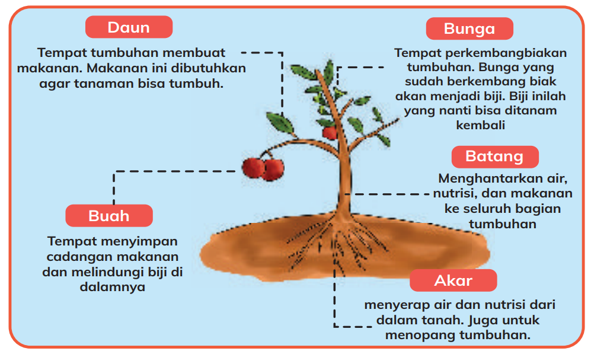 Daun
Tempat tumbuhan membuat
makanan. Makanan ini dibutuhkan
agar tanaman bisa tumbuh.
Bunga
Tempat perkembangbiakan
tumbuhan. Bunga yang
sudah berkembang biak
akan menjadi biji. Biji inilah
yang nanti bisa ditanam
kembali
Batang
Menghantarkan air,
nutrisi, dan makanan
ke seluruh bagian
tumbuhan
Buah
Tempat menyimpan
cadangan makanan
dan melindungi biji di
dalamnya
Akar
menyerap air dan nutrisi dari
dalam tanah. Juga untuk
menopang tumbuhan.